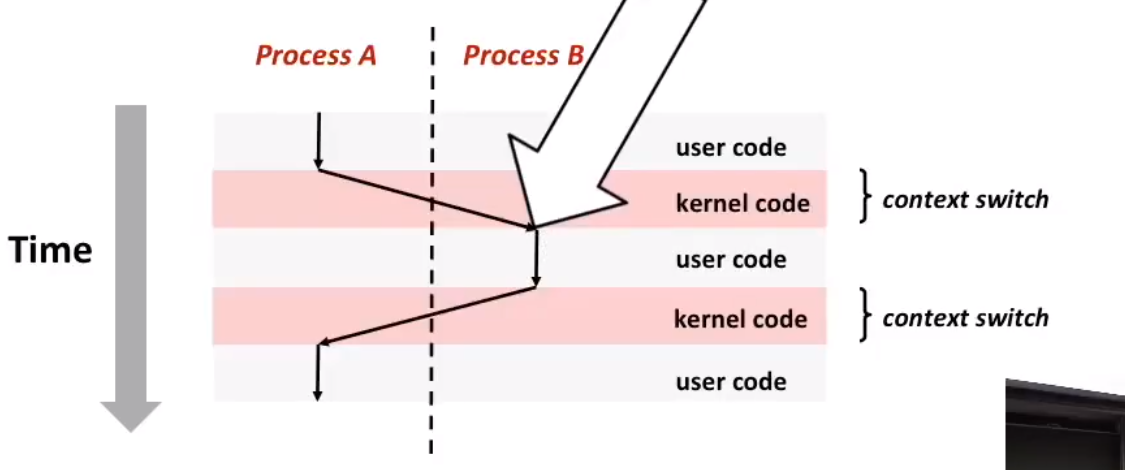 Process A
Process B
user code
kernel code
context switch
Time
user code
kernel code
context switch
user code